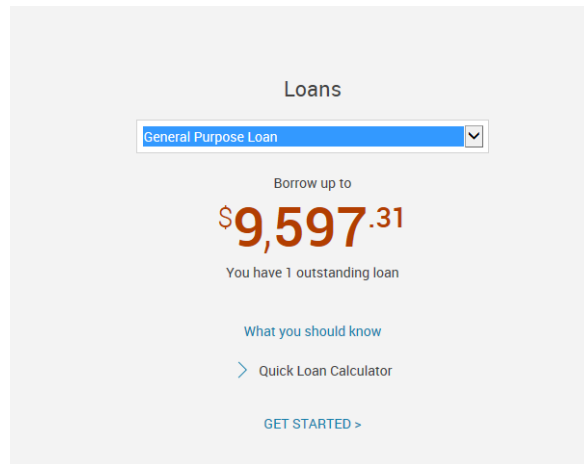 Loans
General Purpose Loan
Borrow up to
$9,597.31
You have 1 outstanding loan
What you should know
Quick Loan Calculator
GET STARTED >